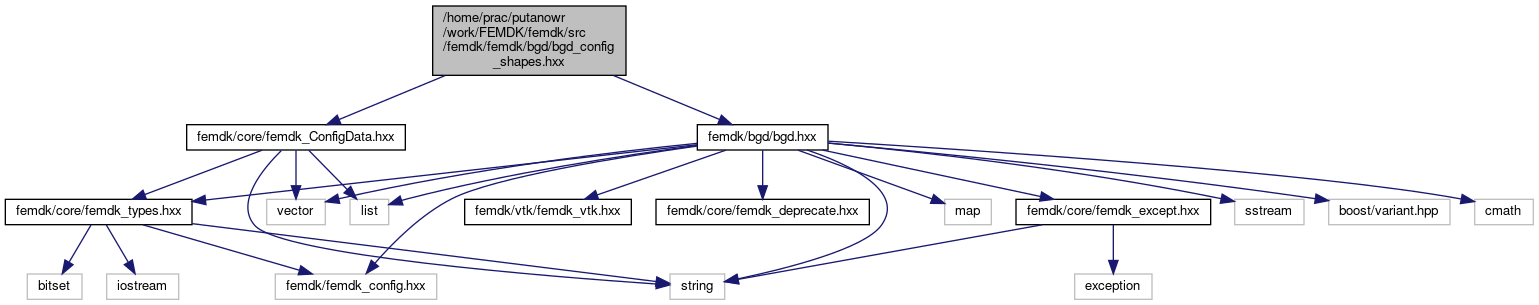 /home/prac/putanowr
/work/FEMDK/femdk/src
/femdk/femdk/bgd/bgd_config
_shapes.hxx
femdk/core/femdk_ConfigData.hxx
femdk/bgd/bgd.hxx
femdk/core/femdk_types.hxx
vector
list
femdk/vtk/femdk_vtk.hxx
femdk/core/femdk_deprecate.hxx
map
femdk/core/femdk_except.hxx
sstream
boost/variant.hpp
cmath
bitset
iostream
femdk/femdk_config.hxx
string
exception